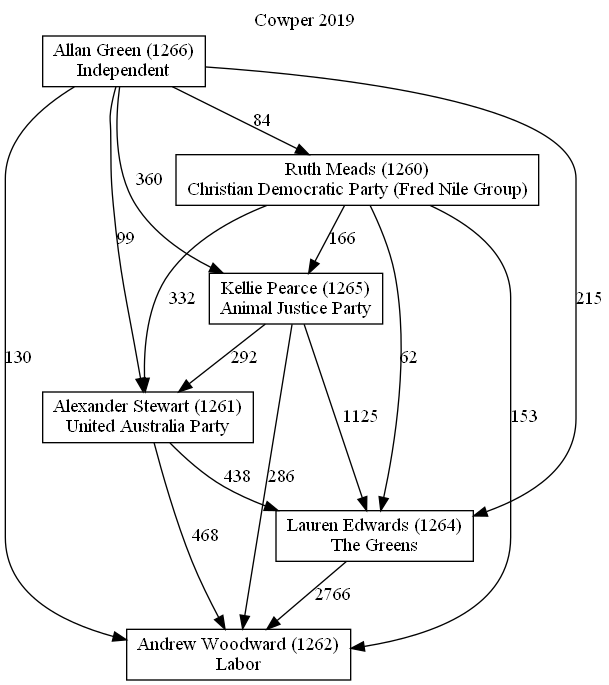 Cowper 2019
Allan Green (1266)
Independent
84
Ruth Meads (1260)
Christian Democratic Party (Fred Nile Group)
360
99
166
Kellie Pearce (1265)
Animal Justice Party
332
215
292
62
130
Alexander Stewart (1261)
United Australia Party
1125
153
438
286
Lauren Edwards (1264)
The Greens
468
2766
Andrew Woodward (1262)
Labor